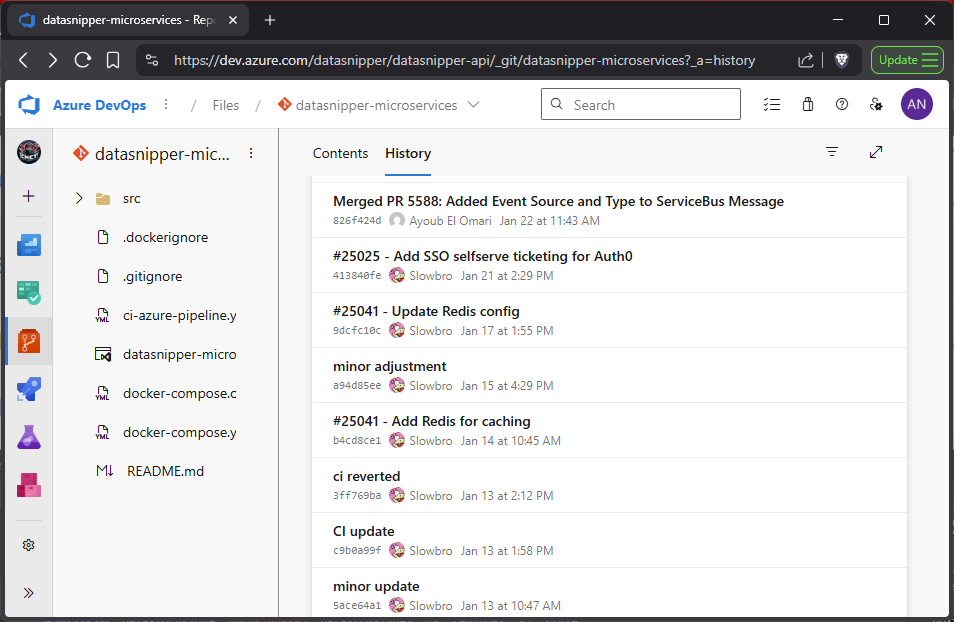 datasnipper-microservices - Repo
https://dev.azure.com/datasnipper/datasnipper-api/_git/datasnipper-microservices?_a=history
Update
Azure DevOps / Files / datasnipper-microservices
Search
AN
datasnipper-mic...
src
.dockerignore
.gitignore
ci-azure-pipeline.y
datasnipper-micro
docker-compose.c
docker-compose.y
README.md
Contents History
Merged PR 5588: Added Event Source and Type to ServiceBus Message
826f424d Ayoub El Omari Jan 22 at 11:43 AM
#25025 - Add SSO selfserve ticketing for Auth0
413840fe Slowbro Jan 21 at 2:29 PM
#25041 - Update Redis config
9dcfc10c Slowbro Jan 17 at 1:55 PM
minor adjustment
a94d85ee Slowbro Jan 15 at 4:29 PM
#25041 - Add Redis for caching
b4cd8ce1 Slowbro Jan 14 at 10:45 AM
ci reverted
3ff769ba Slowbro Jan 13 at 2:12 PM
CI update
c9b0a99f Slowbro Jan 13 at 1:58 PM
minor update
5ace64a1 Slowbro Jan 13 at 10:47 AM